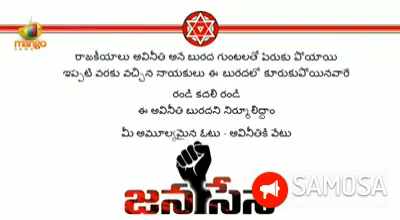 mango
NEWS
రాజకీయాలు అవినీతి అనే బురద గుంటలతో పేరుకు పోయాయి
ఇప్పటి వరకు వచ్చిన నాయకులు ఈ బురదలో కూరుకుపోయినవారే
రండి కదలి రండి
ఈ అవినీతి బురదని నిర్మూలిద్దాం
మీ అమూల్యమైన ఓటు - అవినీతికి వేటు
జనసేన
SAMOSA